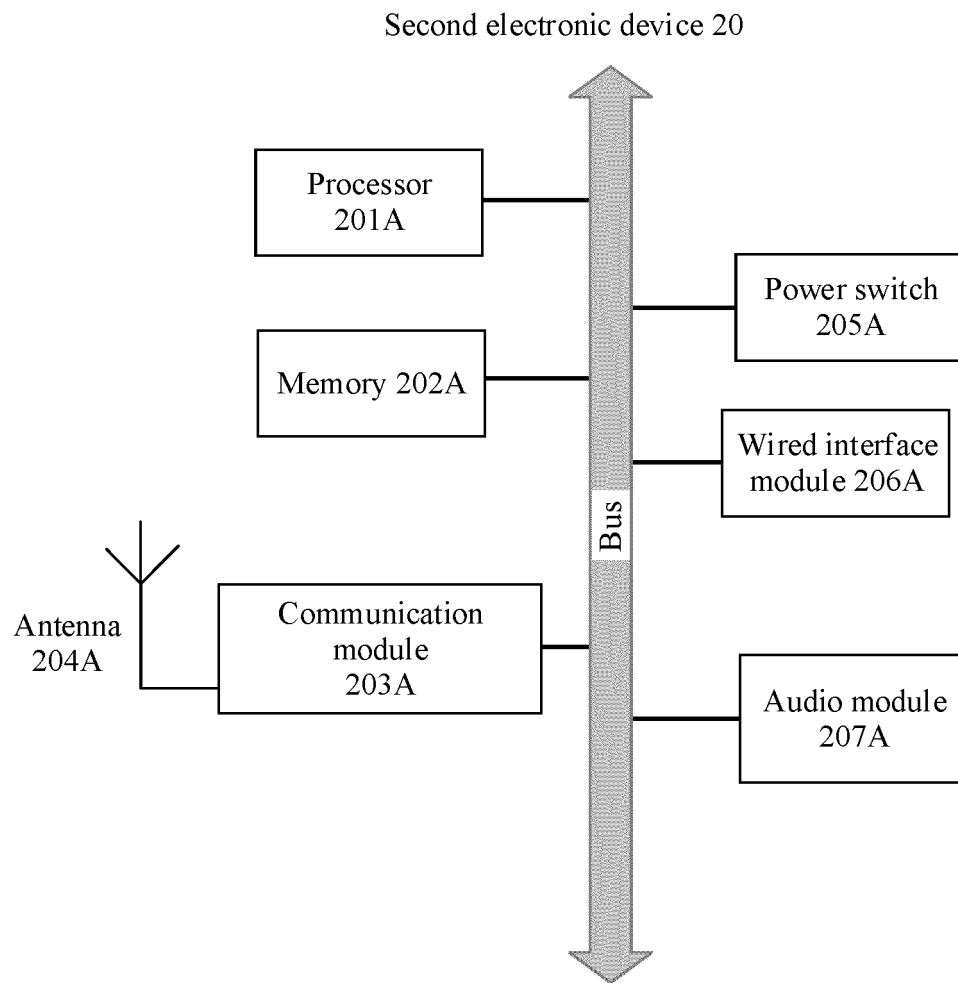 Second electronic device 20
Processor
201A
Power switch
205A
Memory 202A
Wired interface
module 206A
Bus
Antenna
204A
Communication
module
203A
Audio module
207A